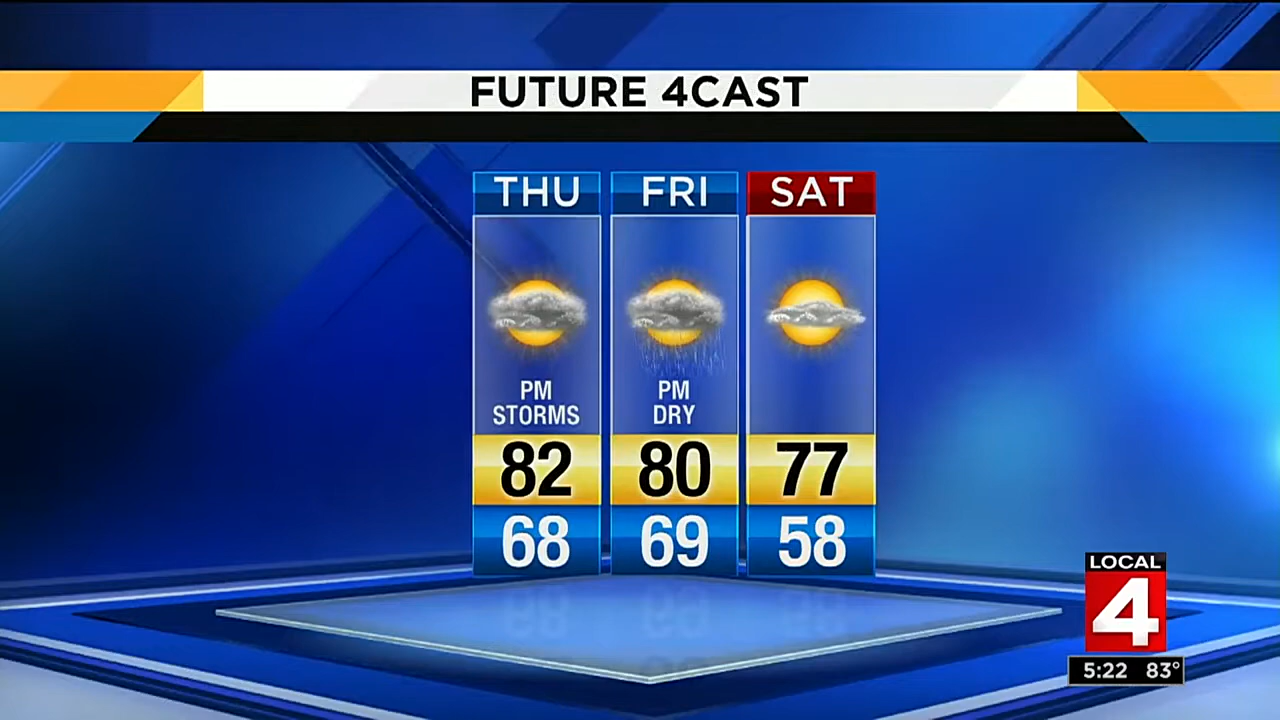 FUTURE 4CAST
THU FRI SAT
PM STORMS
PM DRY
82 80 77
68 69 58
LOCAL
4
5:22 83°